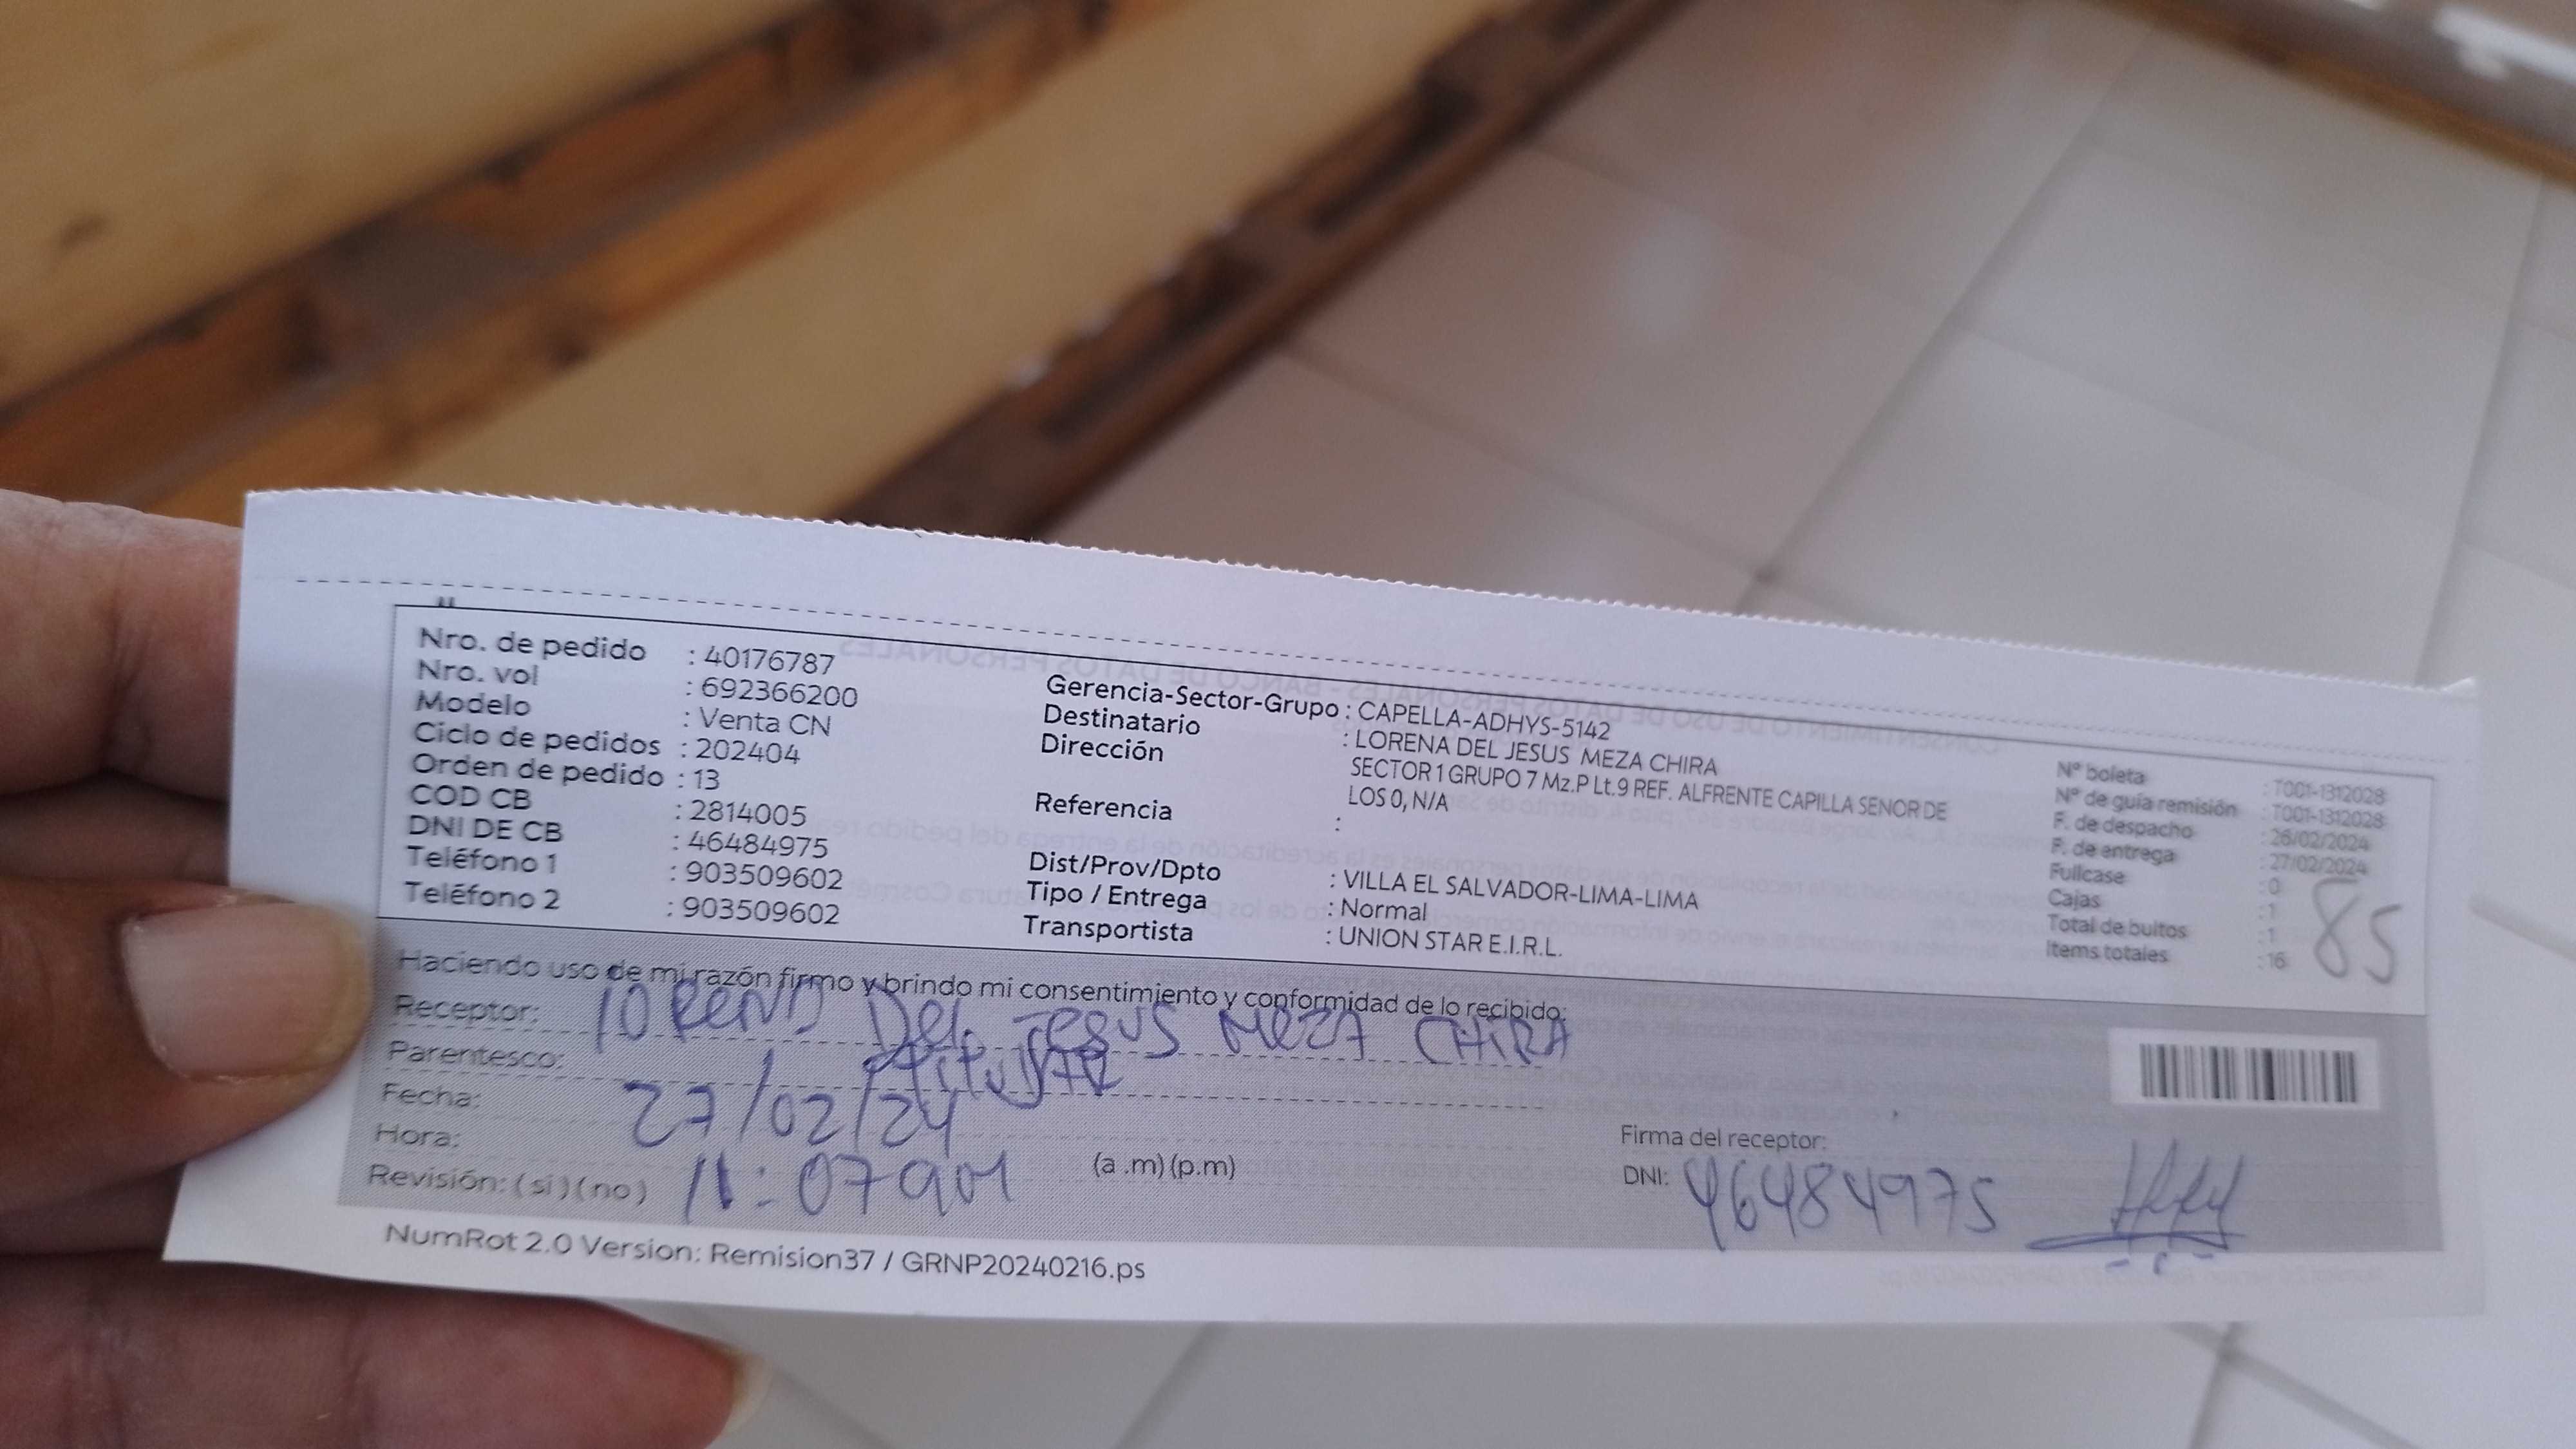 Nro. de pedido : 40176787
Nro. vol : 692366200
Modelo : Venta CN
Ciclo de pedidos : 202404
Orden de pedido : 13
COD CB : 2814005
DNI DE CB : 46484975
Teléfono 1 : 903509602
Teléfono 2 : 903509602
Gerencia-Sector-Grupo : CAPELLA-ADHYS-5142
Destinatario : LORENA DEL JESUS MEZA CHIRA
Dirección SECTOR 1 GRUPO 7 Mz.P Lt.9 REF. ALFRENTE CAPILLA SENOR DE
LOS 0, N/A
Referencia :
Dist/Prov/Dpto : VILLA EL SALVADOR-LIMA-LIMA
Tipo / Entrega : Normal
Transportista : UNION STAR E.I.R.L.
N° boleta : T001-1312028
N° de guía remisión : T001-1312028
F. de despacho : 26/02/2024
F. de entrega : 27/02/2024
Fullcase : 0
Cajas : 1
Total de bultos : 1
Items totales : 16
85
Haciendo uso de mi razón firmo y brindo mi consentimiento y conformidad de lo recibido:
Receptor: LORENA DEL JESUS MEZA CHIRA
Parentesco: TITULAR
Fecha: 27/02/24
Hora: 11:07 am (a .m) (p.m)
Revisión: ( si ) ( no )
Firma del receptor:
DNI: 46484975
NumRot 2.0 Version: Remision37 / GRNP20240216.ps